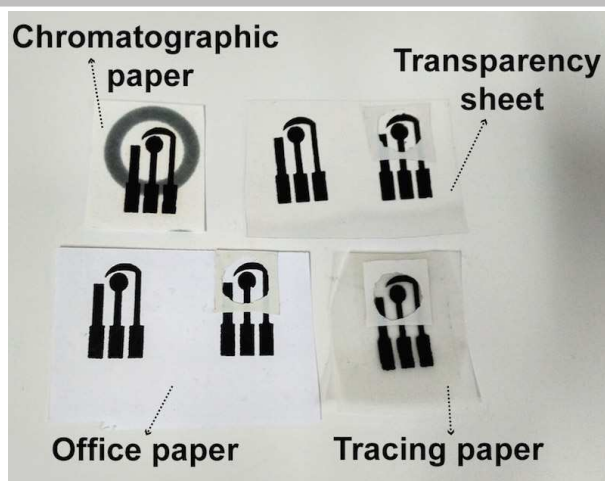 Chromatographic
paper
Transparency
sheet
Office paper
Tracing paper